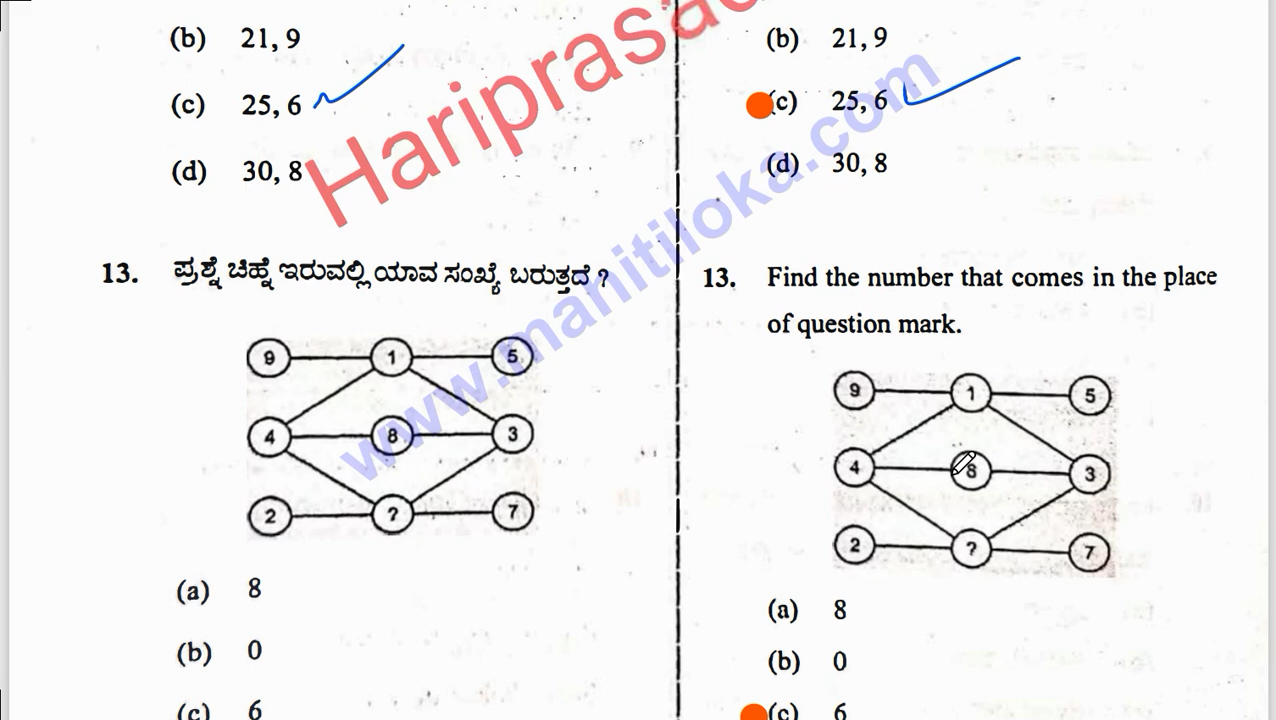 (b) 21, 9
(c) 25, 6
(d) 30, 8
13. ಪ್ರಶ್ನೆ ಚಿಹ್ನೆ ಇರುವಲ್ಲಿ ಯಾವ ಸಂಖ್ಯೆ ಬರುತ್ತದೆ ?
9 1 5
4 8 3
2 ? 7
(a) 8
(b) 0
(c) 6
(b) 21, 9
(c) 25, 6
(d) 30, 8
13. Find the number that comes in the place
of question mark.
9 1 5
4 8 3
2 ? 7
(a) 8
(b) 0
(c) 6
Hariprasad
www.manitiloka.com